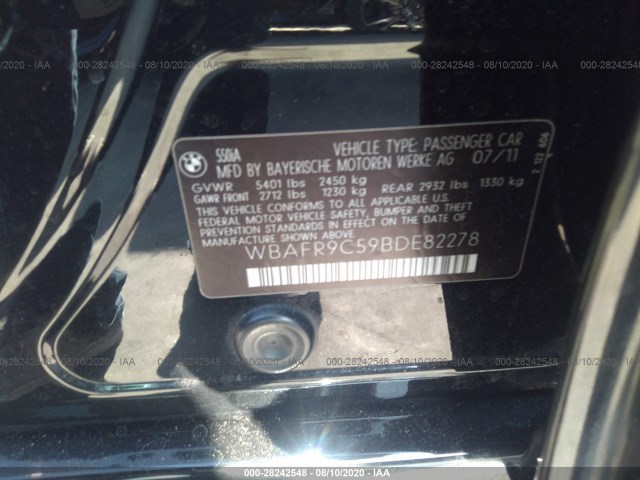 000-28242548 - 08/10/2020 - IAA
BMW
550iA
VEHICLE TYPE: PASSENGER CAR
MFD BY BAYERISCHE MOTOREN WERKE AG 07/11
GVWR 5401 lbs 2450 kg
GAWR FRONT 2712 lbs 1230 kg REAR 2932 lbs 1330 kg
THIS VEHICLE CONFORMS TO ALL APPLICABLE U.S.
FEDERAL MOTOR VEHICLE SAFETY, BUMPER AND THEFT
PREVENTION STANDARDS IN EFFECT ON THE DATE
OF MANUFACTURE SHOWN ABOVE.
WBAFR9C59BDE82278
000-28242548 - 08/10/2020 - IAA